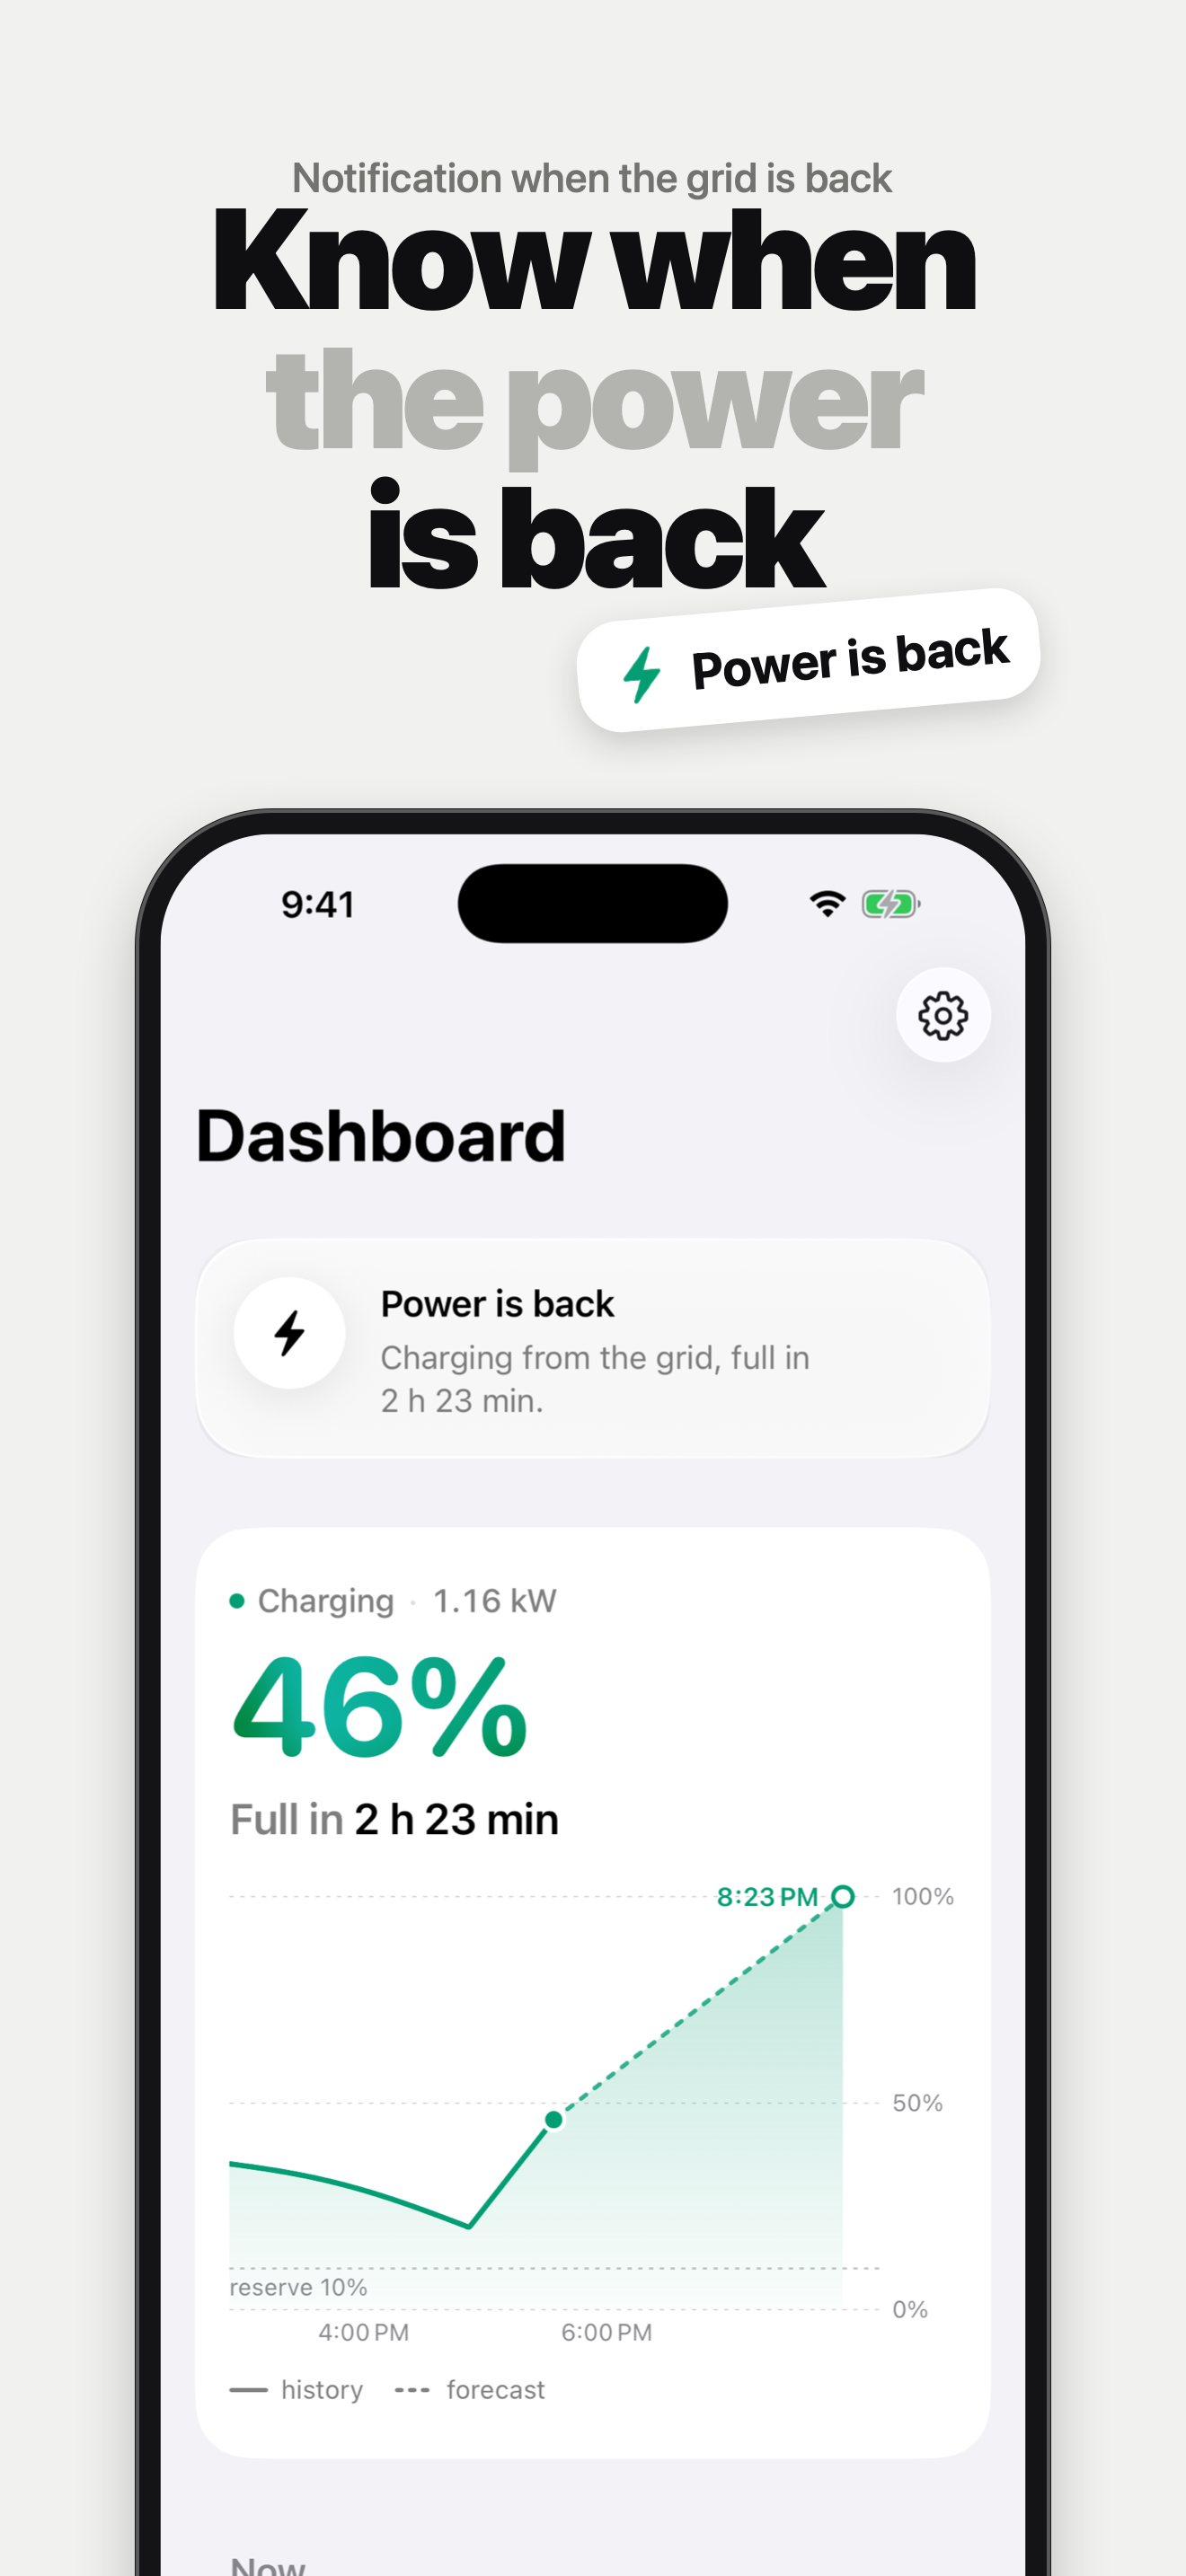 Notification when the grid is back
Know when
the power
is back
Power is back
9:41
Dashboard
Power is back
Charging from the grid, full in
2 h 23 min.
Charging · 1.16 kW
46%
Full in 2 h 23 min
8:23 PM
100%
50%
reserve 10%
0%
4:00 PM
6:00 PM
history
forecast
Now